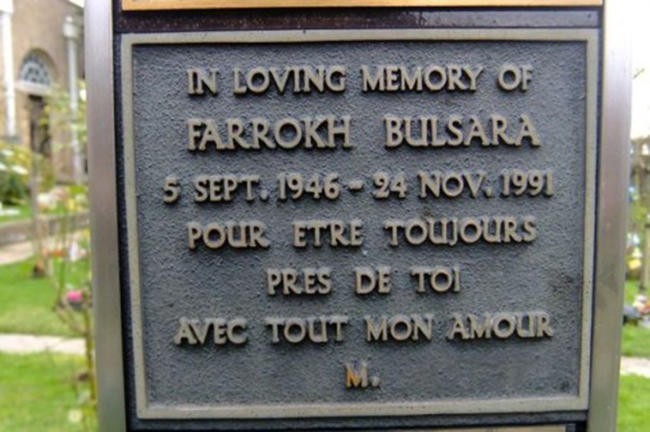 IN LOVING MEMORY OF
FARROKH BULSARA
5 SEPT. 1946 - 24 NOV. 1991
POUR ETRE TOUJOURS
PRES DE TOI
AVEC TOUT MON AMOUR
M.